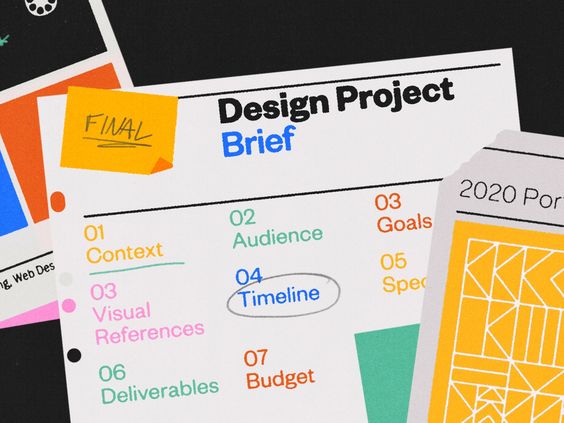 FINAL
Design Project
Brief
01
Context
02
Audience
03
Goals
03
Visual
References
04
Timeline
05
06
Deliverables
07
Budget
2020